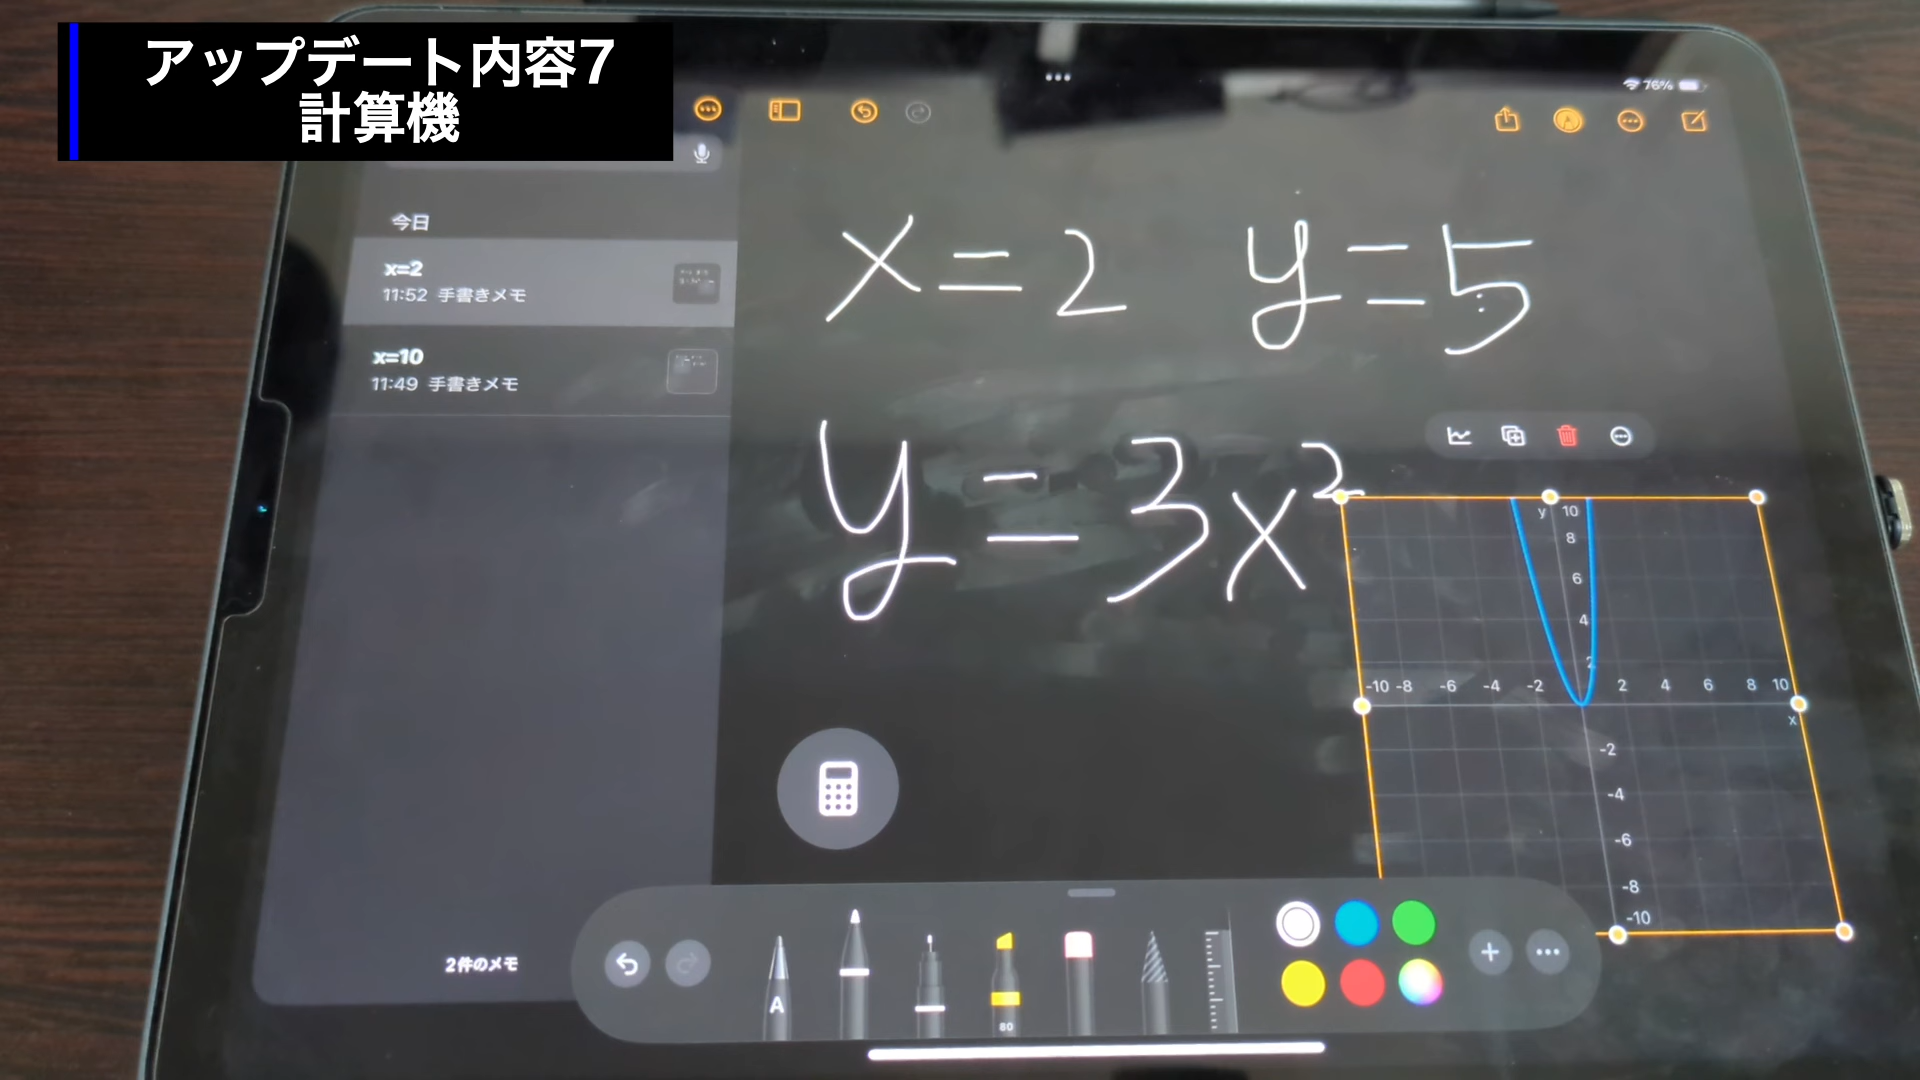 アップデート内容7
計算機
76%
今日
x=2
11:52 手書きメモ
x=10
11:49 手書きメモ
2件のメモ
x=2 y=5
y=3x²
y 10
8
6
4
2
-10 -8 -6 -4 -2 2 4 6 8 10
x
-2
-4
-6
-8
-10
A
80